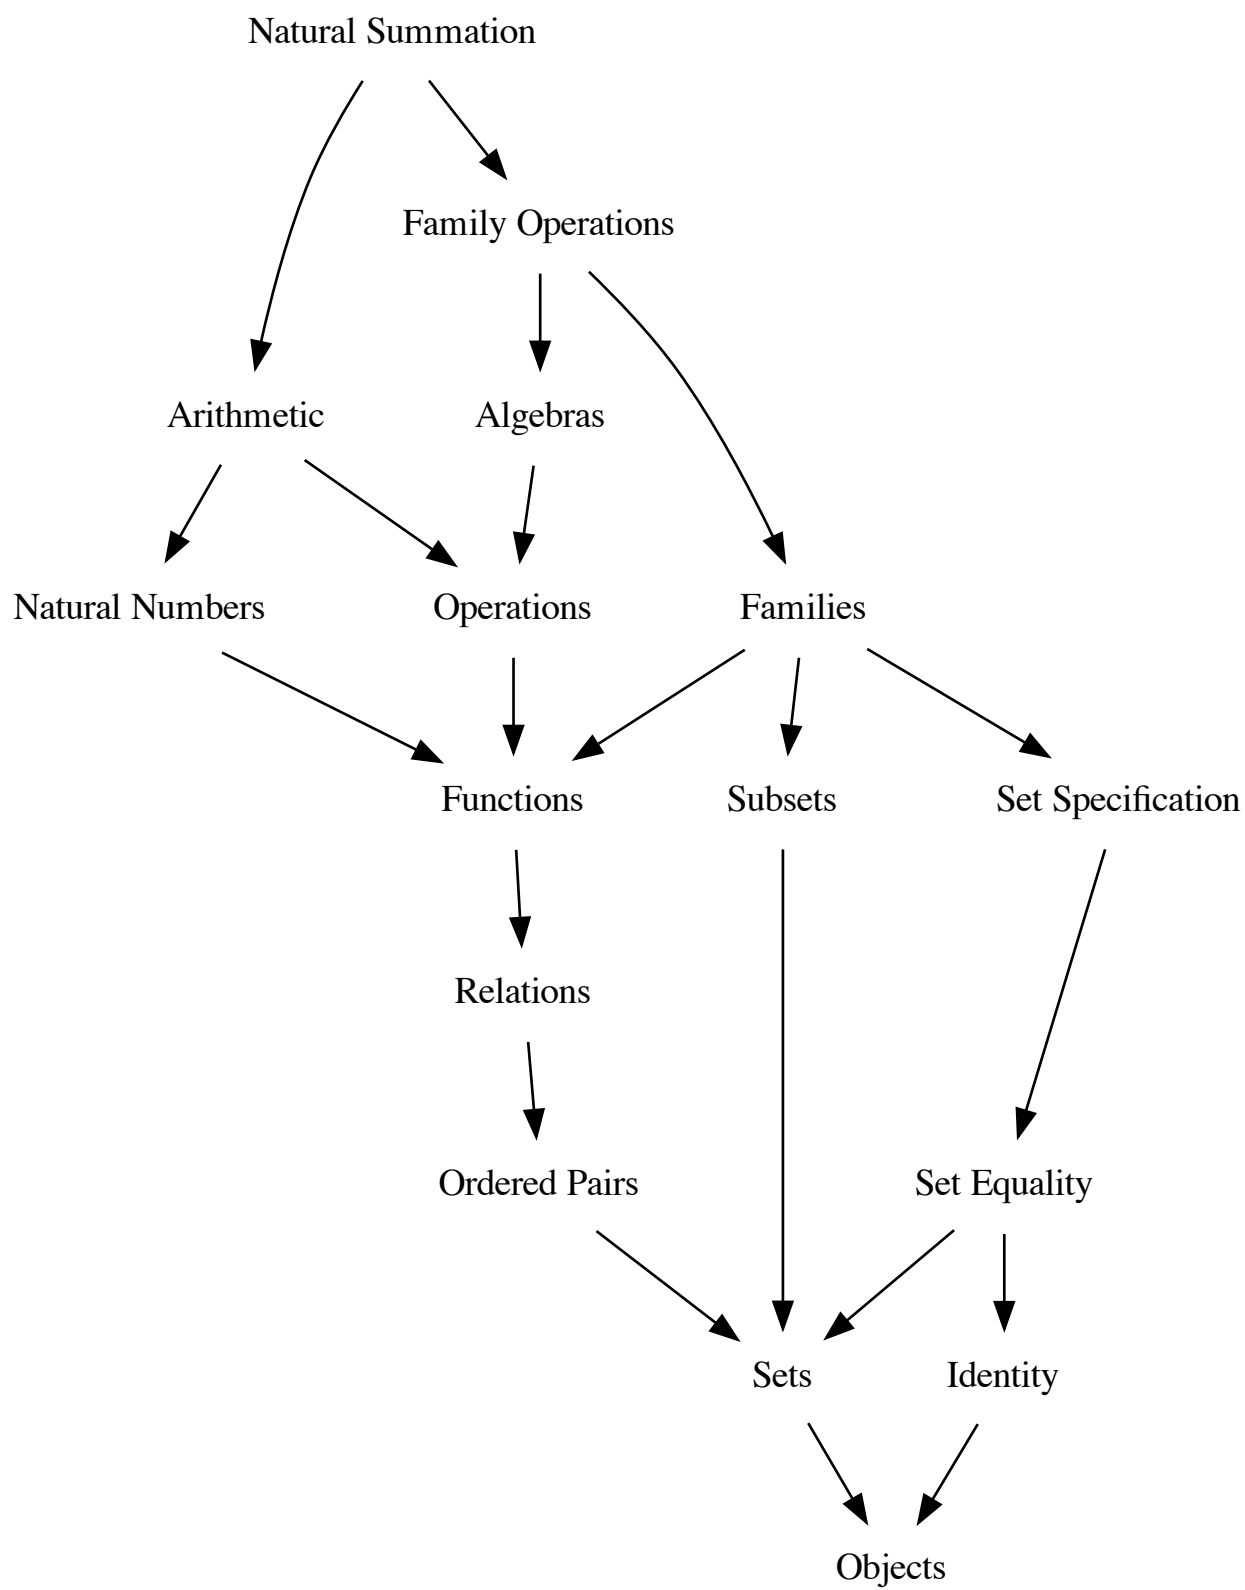 Natural Summation
Family Operations
Arithmetic
Algebras
Natural Numbers
Operations
Families
Functions
Subsets
Set Specification
Relations
Ordered Pairs
Set Equality
Sets
Identity
Objects